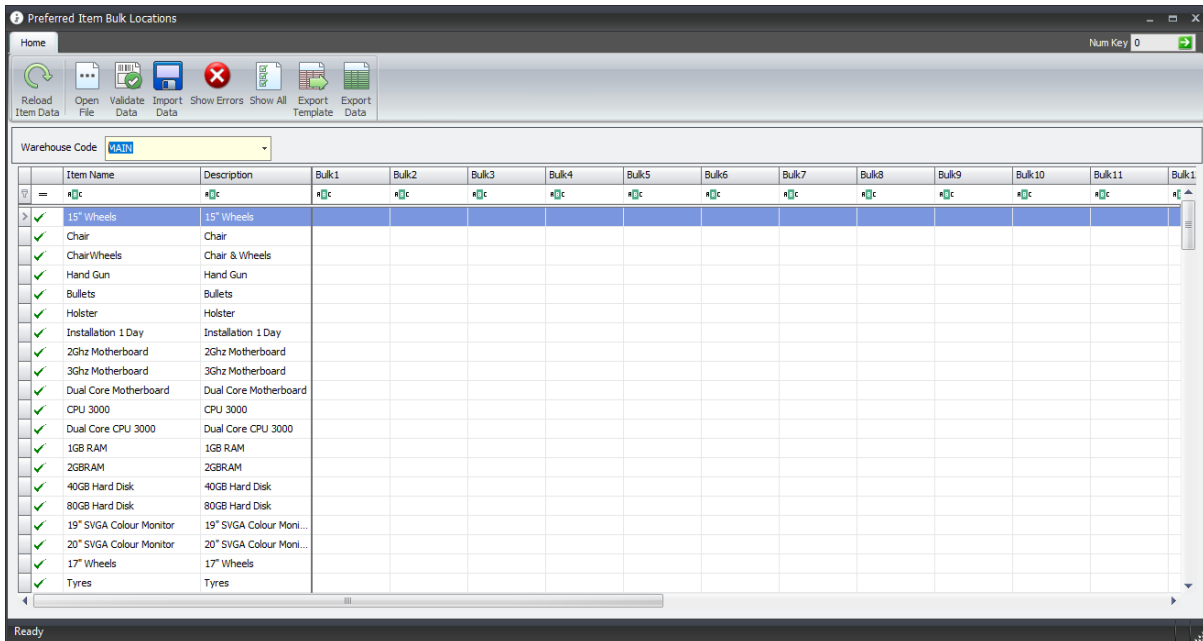 Preferred Item Bulk Locations
Home Num Key 0
Reload Item Data Open File Validate Data Import Data Show Errors Show All Export Template Export Data
Warehouse Code MAIN
Item Name Description Bulk1 Bulk2 Bulk3 Bulk4 Bulk5 Bulk6 Bulk7 Bulk8 Bulk9 Bulk10 Bulk11
15" Wheels 15" Wheels
Chair Chair
ChairWheels Chair & Wheels
Hand Gun Hand Gun
Bullets Bullets
Holster Holster
Installation 1 Day Installation 1 Day
2Ghz Motherboard 2Ghz Motherboard
3Ghz Motherboard 3Ghz Motherboard
Dual Core Motherboard Dual Core Motherboard
CPU 3000 CPU 3000
Dual Core CPU 3000 Dual Core CPU 3000
1GB RAM 1GB RAM
2GBRAM 2GBRAM
40GB Hard Disk 40GB Hard Disk
80GB Hard Disk 80GB Hard Disk
19" SVGA Colour Monitor 19" SVGA Colour Moni...
20" SVGA Colour Monitor 20" SVGA Colour Moni...
17" Wheels 17" Wheels
Tyres Tyres
Ready